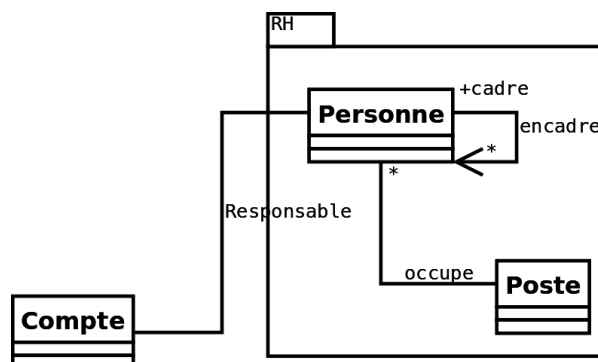 RH
+cadre
Personne
encadre
*
*
Responsable
occupe
Poste
Compte